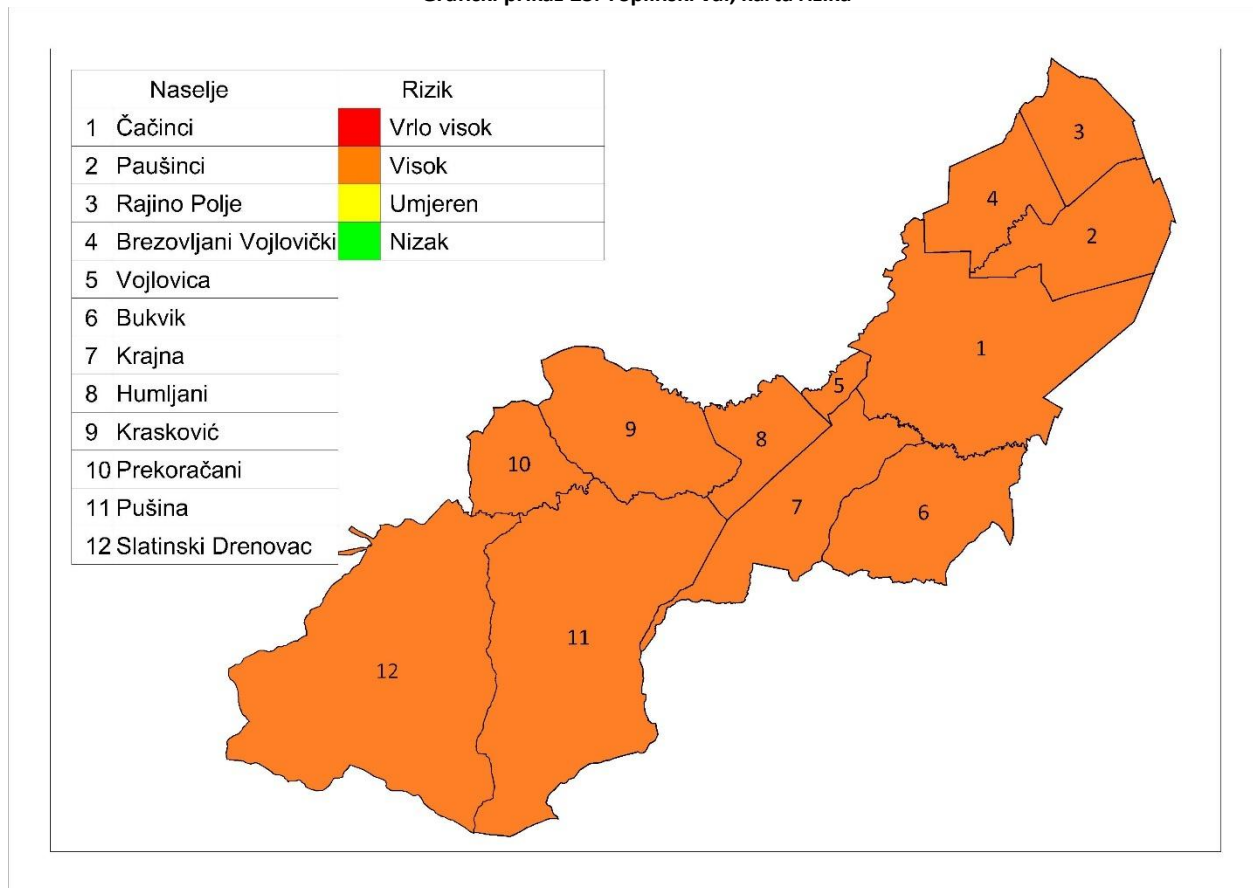 Naselje Rizik
1 Čačinci Vrlo visok
2 Paušinci Visok
3 Rajino Polje Umjeren
4 Brezovljani Vojlovički Nizak
5 Vojlovica
6 Bukvik
7 Krajna
8 Humljani
9 Krasković
10 Prekoračani
11 Pušina
12 Slatinski Drenovac
3
4
2
1
5
9
8
10
7
6
11
12